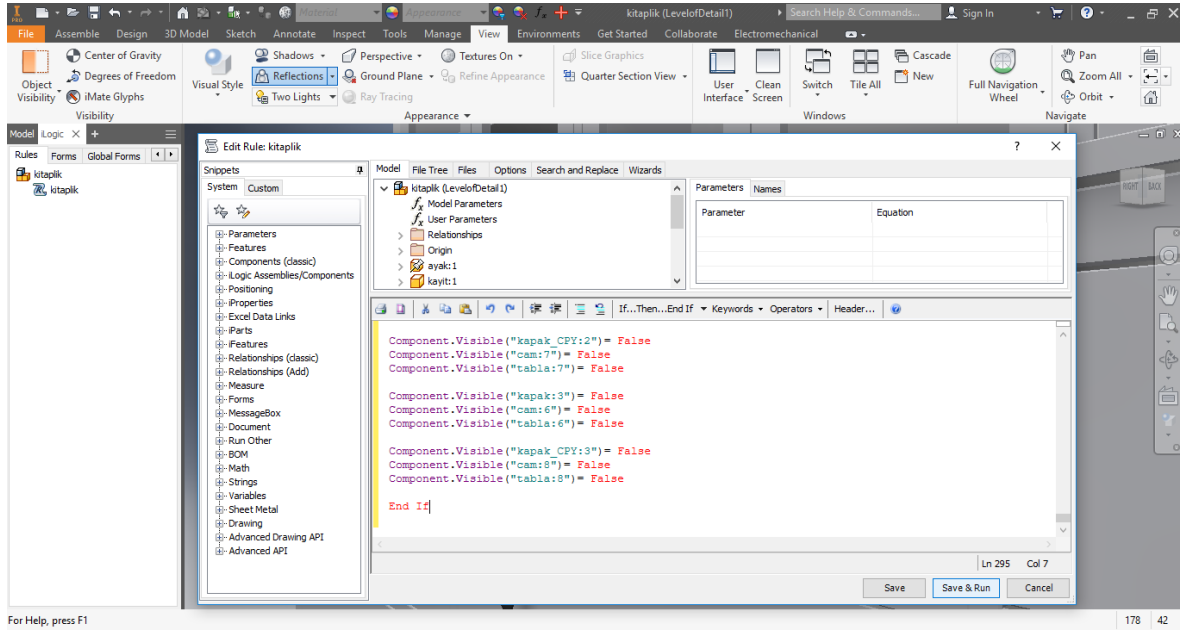 PRO
Material
Appearance
kitaplik (LevelofDetail1)
Search Help & Commands...
Sign In
File Assemble Design 3D Model Sketch Annotate Inspect Tools Manage View Environments Get Started Collaborate Electromechanical
Object
Visibility
Center of Gravity
Degrees of Freedom
iMate Glyphs
Visibility
Visual Style
Shadows
Reflections
Two Lights
Perspective
Ground Plane
Ray Tracing
Textures On
Refine Appearance
Slice Graphics
Quarter Section View
Appearance
User
Interface
Clean
Screen
Switch
Tile All
Cascade
New
Windows
Full Navigation
Wheel
Pan
Zoom All
Orbit
Navigate
Model iLogic
Rules Forms Global Forms
kitaplik
kitaplik
Edit Rule: kitaplik
Snippets
System Custom
Parameters
Features
Components (classic)
iLogic Assemblies/Components
Positioning
iProperties
Excel Data Links
iParts
iFeatures
Relationships (classic)
Relationships (Add)
Measure
Forms
MessageBox
Document
Run Other
BOM
Math
Strings
Variables
Sheet Metal
Drawing
Advanced Drawing API
Advanced API
Model File Tree Files Options Search and Replace Wizards
kitaplik (LevelofDetail1)
fx Model Parameters
fx User Parameters
Relationships
Origin
ayak:1
kayit:1
Parameters Names
Parameter Equation
If...Then...End If Keywords Operators Header...
Component.Visible("kapak_CPY:2")= False
Component.Visible("cam:7")= False
Component.Visible("tabla:7")= False
Component.Visible("kapak:3")= False
Component.Visible("cam:6")= False
Component.Visible("tabla:6")= False
Component.Visible("kapak_CPY:3")= False
Component.Visible("cam:8")= False
Component.Visible("tabla:8")= False
End If
Ln 295 Col 7
Save Save & Run Cancel
RIGHT BACK
For Help, press F1
178 42